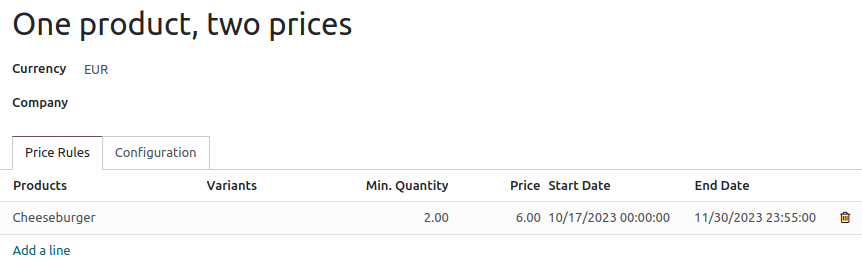 One product, two prices
Currency EUR
Company
Price Rules Configuration
Products Variants Min. Quantity Price Start Date End Date
Cheeseburger 2.00 6.00 10/17/2023 00:00:00 11/30/2023 23:55:00
Add a line